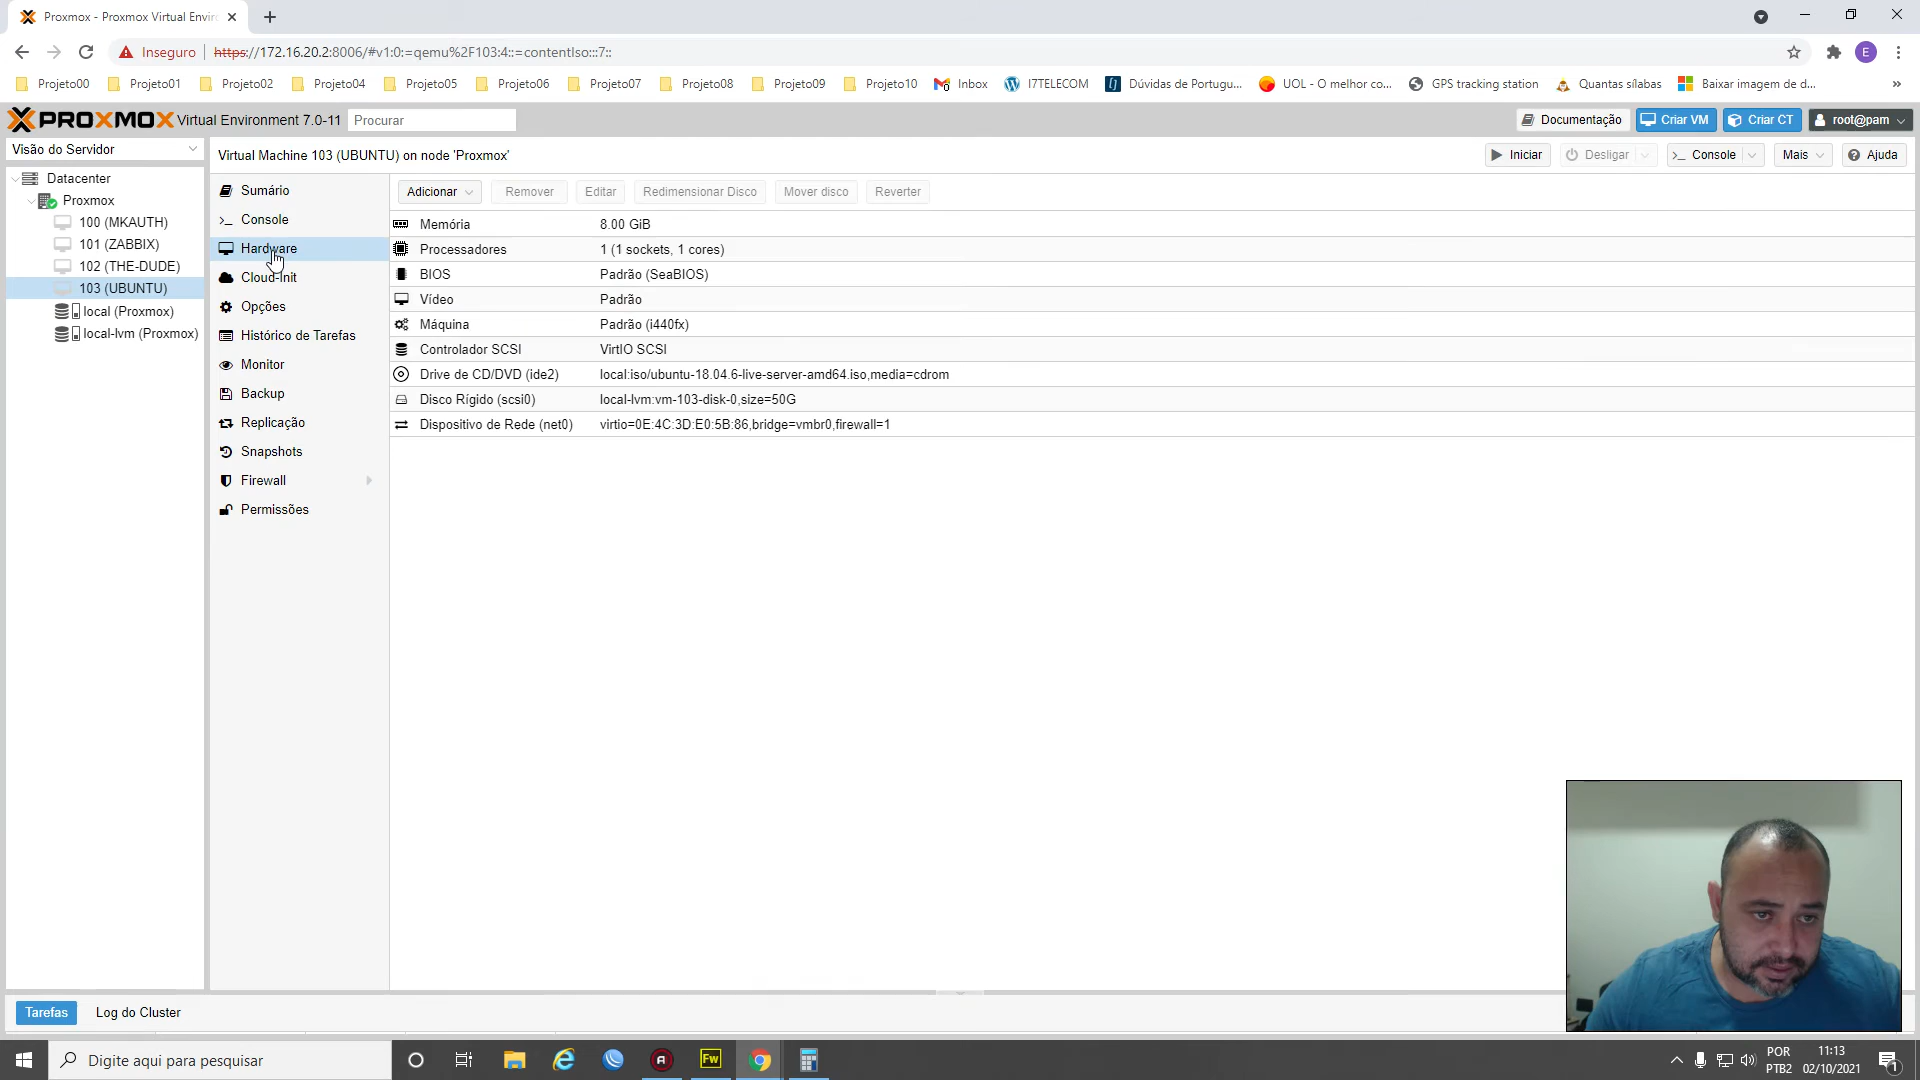 Proxmox - Proxmox Virtual Envir
Inseguro https://172.16.20.2:8006/#v1:0:=qemu%2F103:4::=contentIso:::7::
E
Projeto00 Projeto01 Projeto02 Projeto04 Projeto05 Projeto06 Projeto07 Projeto08 Projeto09 Projeto10 Inbox I7TELECOM Dúvidas de Portugu... UOL - O melhor co... GPS tracking station Quantas sílabas Baixar imagem de d... »
PROXMOX Virtual Environment 7.0-11 Procurar Documentação Criar VM Criar CT root@pam
Visão do Servidor
Virtual Machine 103 (UBUNTU) on node 'Proxmox' Iniciar Desligar Console Mais Ajuda
Datacenter
Proxmox
100 (MKAUTH)
101 (ZABBIX)
102 (THE-DUDE)
103 (UBUNTU)
local (Proxmox)
local-lvm (Proxmox)
Sumário
Console
Hardware
Cloud-Init
Opções
Histórico de Tarefas
Monitor
Backup
Replicação
Snapshots
Firewall
Permissões
Adicionar Remover Editar Redimensionar Disco Mover disco Reverter
Memória 8.00 GiB
Processadores 1 (1 sockets, 1 cores)
BIOS Padrão (SeaBIOS)
Vídeo Padrão
Máquina Padrão (i440fx)
Controlador SCSI VirtIO SCSI
Drive de CD/DVD (ide2) local:iso/ubuntu-18.04.6-live-server-amd64.iso,media=cdrom
Disco Rígido (scsi0) local-lvm:vm-103-disk-0,size=50G
Dispositivo de Rede (net0) virtio=0E:4C:3D:E0:5B:86,bridge=vmbr0,firewall=1
Tarefas Log do Cluster
Digite aqui para pesquisar
Fw
POR
PTB2
11:13
02/10/2021
1